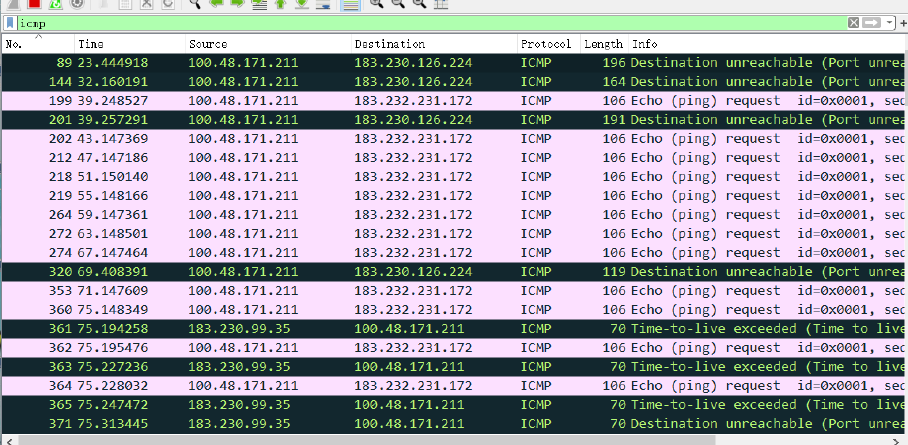 icmp
No. Time Source Destination Protocol Length Info
89 23.444918 100.48.171.211 183.230.126.224 ICMP 196 Destination unreachable (Port unrea
144 32.160191 100.48.171.211 183.230.126.224 ICMP 164 Destination unreachable (Port unrea
199 39.248527 100.48.171.211 183.232.231.172 ICMP 106 Echo (ping) request id=0x0001, seq
201 39.257291 100.48.171.211 183.230.126.224 ICMP 191 Destination unreachable (Port unrea
202 43.147369 100.48.171.211 183.232.231.172 ICMP 106 Echo (ping) request id=0x0001, seq
212 47.147186 100.48.171.211 183.232.231.172 ICMP 106 Echo (ping) request id=0x0001, seq
218 51.150140 100.48.171.211 183.232.231.172 ICMP 106 Echo (ping) request id=0x0001, seq
219 55.148166 100.48.171.211 183.232.231.172 ICMP 106 Echo (ping) request id=0x0001, seq
264 59.147361 100.48.171.211 183.232.231.172 ICMP 106 Echo (ping) request id=0x0001, seq
272 63.148501 100.48.171.211 183.232.231.172 ICMP 106 Echo (ping) request id=0x0001, seq
274 67.147464 100.48.171.211 183.232.231.172 ICMP 106 Echo (ping) request id=0x0001, seq
320 69.408391 100.48.171.211 183.230.126.224 ICMP 119 Destination unreachable (Port unrea
353 71.147609 100.48.171.211 183.232.231.172 ICMP 106 Echo (ping) request id=0x0001, seq
360 75.148349 100.48.171.211 183.232.231.172 ICMP 106 Echo (ping) request id=0x0001, seq
361 75.194258 183.230.99.35 100.48.171.211 ICMP 70 Time-to-live exceeded (Time to live
362 75.195476 100.48.171.211 183.232.231.172 ICMP 106 Echo (ping) request id=0x0001, seq
363 75.227236 183.230.99.35 100.48.171.211 ICMP 70 Time-to-live exceeded (Time to live
364 75.228032 100.48.171.211 183.232.231.172 ICMP 106 Echo (ping) request id=0x0001, seq
365 75.247472 183.230.99.35 100.48.171.211 ICMP 70 Time-to-live exceeded (Time to live
371 75.313445 183.230.99.35 100.48.171.211 ICMP 70 Destination unreachable (Port unrea